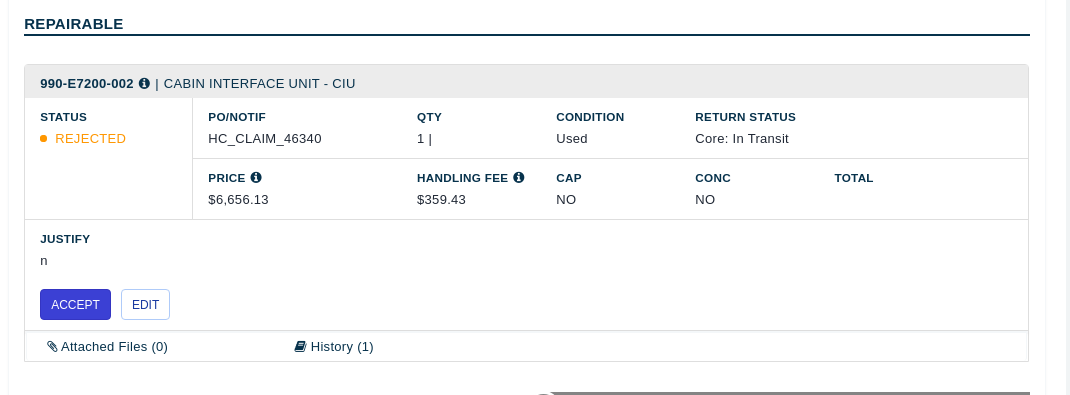 REPAIRABLE
990-E7200-002 | CABIN INTERFACE UNIT - CIU
STATUS
REJECTED
PO/NOTIF QTY CONDITION RETURN STATUS
HC_CLAIM_46340 1 | Used Core: In Transit
PRICE HANDLING FEE CAP CONC TOTAL
$6,656.13 $359.43 NO NO
JUSTIFY
n
ACCEPT EDIT
Attached Files (0) History (1)